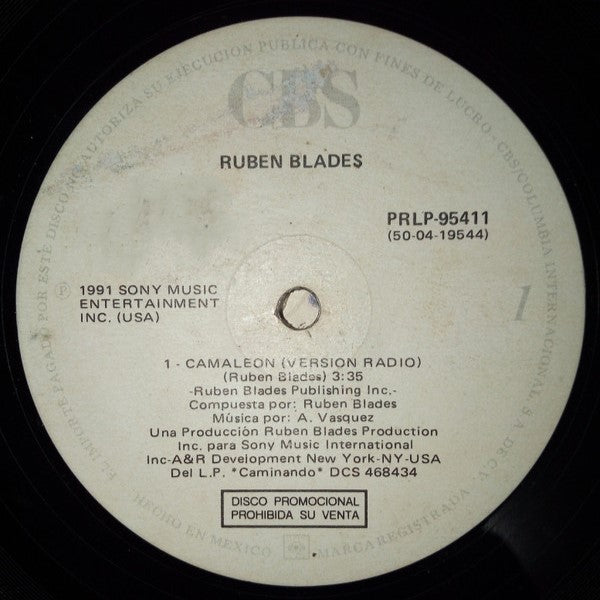 CBS
RUBEN BLADES
PRLP-95411
(50-04-19544)
℗
1991 SONY MUSIC
ENTERTAINMENT
INC. (USA)
1
1 - CAMALEON (VERSION RADIO)
(Ruben Blades) 3:35
-Ruben Blades Publishing Inc.-
Compuesta por: Ruben Blades
Música por: A. Vasquez
Una Producción Ruben Blades Production
Inc. para Sony Music International
Inc-A&R Development New York-NY-USA
Del L.P. "Caminando" DCS 468434
DISCO PROMOCIONAL
PROHIBIDA SU VENTA
EL IMPORTE PAGADO POR ESTE DISCO NO AUTORIZA SU EJECUCION PUBLICA CON FINES DE LUCRO - CBS/COLUMBIA INTERNACIONAL, S.A. DE C.V.
HECHO EN MEXICO
MARCA REGISTRADA